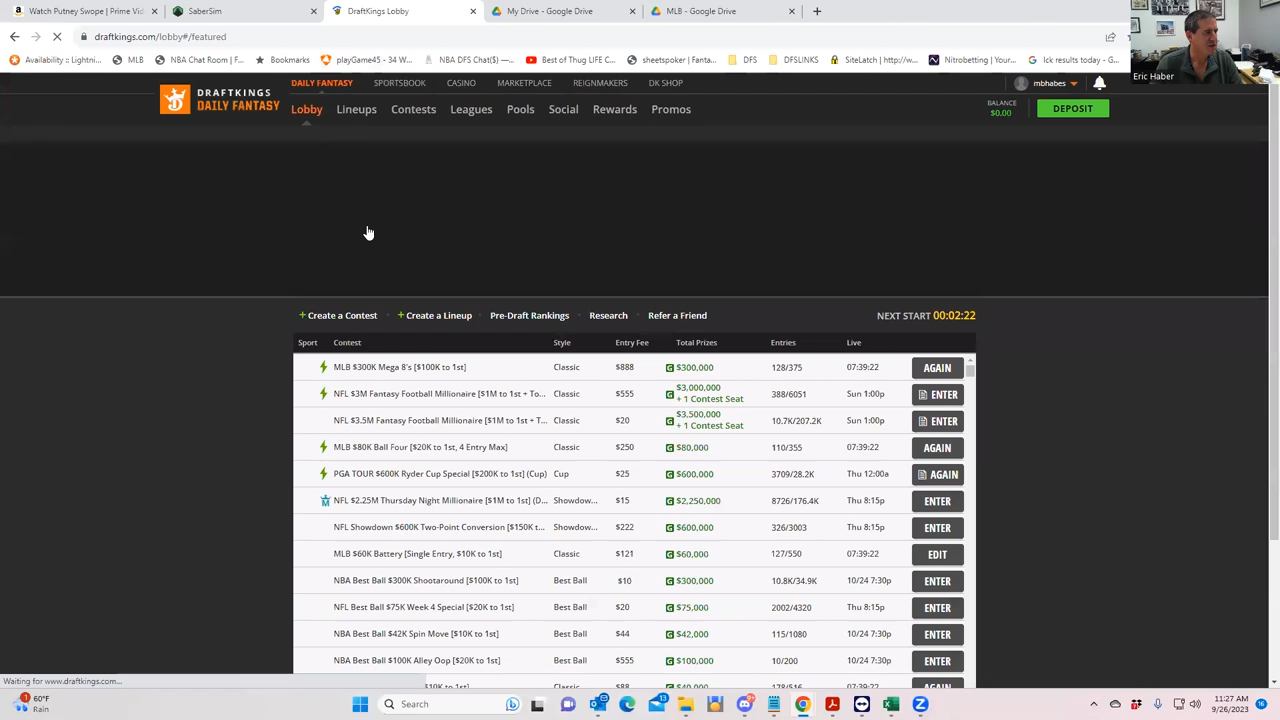 Watch Putney Swope | Prime Vid
SaberSim
DraftKings Lobby
My Drive - Google Drive
MLB - Google Drive
draftkings.com/lobby#/featured
Availability :: Lightni...
MLB
NBA Chat Room | F...
Bookmarks
playGame45 - 34 W...
NBA DFS Chat($) —...
Best of Thug LIFE C...
sheetspoker | Fanta...
DFS
DFSLINKS
SiteLatch | http://w...
Nitrobetting | Your...
lck results today - G...
Eric Haber
DAILY FANTASY SPORTSBOOK CASINO MARKETPLACE REIGNMAKERS DK SHOP
mbhabes
DRAFTKINGS
DAILY FANTASY
Lobby Lineups Contests Leagues Pools Social Rewards Promos
BALANCE
$0.00
DEPOSIT
+ Create a Contest + Create a Lineup Pre-Draft Rankings Research Refer a Friend NEXT START 00:02:22
Sport Contest Style Entry Fee Total Prizes Entries Live
MLB $300K Mega 8's [$100K to 1st] Classic $888 G $300,000 128/375 07:39:22 AGAIN
NFL $3M Fantasy Football Millionaire [$1M to 1st + To... Classic $555 G $3,000,000 + 1 Contest Seat 388/6051 Sun 1:00p ENTER
NFL $3.5M Fantasy Football Millionaire [$1M to 1st + T... Classic $20 G $3,500,000 + 1 Contest Seat 10.7K/207.2K Sun 1:00p ENTER
MLB $80K Ball Four [$20K to 1st, 4 Entry Max] Classic $250 G $80,000 110/355 07:39:22 AGAIN
PGA TOUR $600K Ryder Cup Special [$200K to 1st] (Cup) Cup $25 G $600,000 3709/28.2K Thu 12:00a AGAIN
M NFL $2.25M Thursday Night Millionaire [$1M to 1st] (D... Showdow... $15 G $2,250,000 8726/176.4K Thu 8:15p ENTER
NFL Showdown $600K Two-Point Conversion [$150K t... Showdow... $222 G $600,000 326/3003 Thu 8:15p ENTER
MLB $60K Battery [Single Entry, $10K to 1st] Classic $121 G $60,000 127/550 07:39:22 EDIT
NBA Best Ball $300K Shootaround [$100K to 1st] Best Ball $10 G $300,000 10.8K/34.9K 10/24 7:30p ENTER
NFL Best Ball $75K Week 4 Special [$20K to 1st] Best Ball $20 G $75,000 2002/4320 Thu 8:15p ENTER
NBA Best Ball $42K Spin Move [$10K to 1st] Best Ball $44 G $42,000 115/1080 10/24 7:30p ENTER
NBA Best Ball $100K Alley Oop [$20K to 1st] Best Ball $555 G $100,000 10/200 10/24 7:30p ENTER
Waiting for www.draftkings.com...
1
60°F
Rain
Search
13
29+
11:27 AM
9/26/2023
16